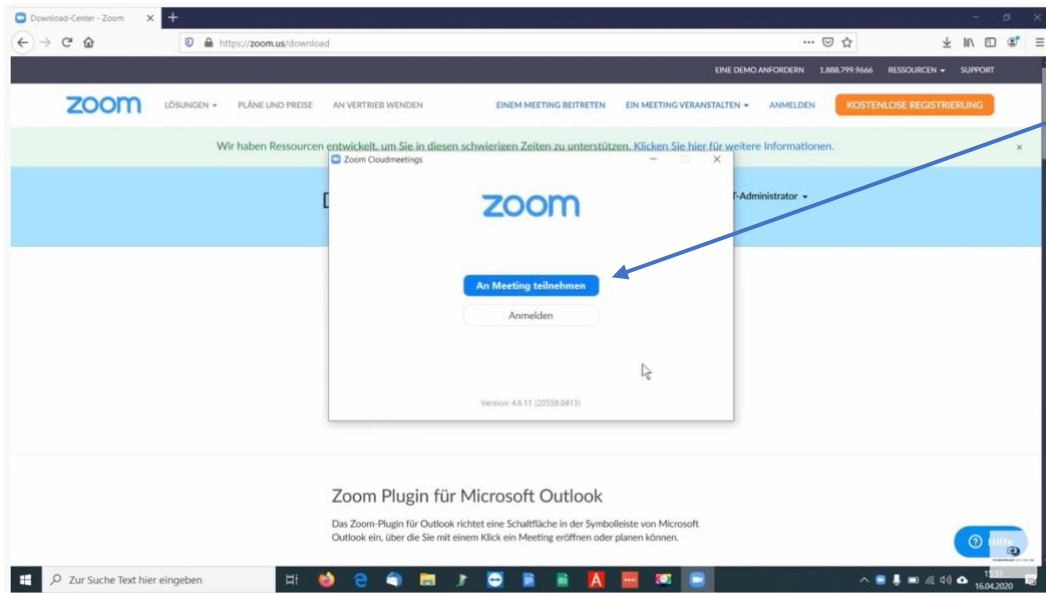 Download-Center - Zoom
https://zoom.us/download
EINE DEMO ANFORDERN 1.888.799.9666 RESSOURCEN SUPPORT
zoom LÖSUNGEN PLÄNE UND PREISE AN VERTRIEB WENDEN EINEM MEETING BEITRETEN EIN MEETING VERANSTALTEN ANMELDEN KOSTENLOSE REGISTRIERUNG
Wir haben Ressourcen entwickelt, um Sie in diesen schwierigen Zeiten zu unterstützen. Klicken Sie hier für weitere Informationen.
Zoom Cloudmeetings
zoom
T-Administrator
An Meeting teilnehmen
Anmelden
Version: 4.6.11 (20559.0413)
Zoom Plugin für Microsoft Outlook
Das Zoom-Plugin für Outlook richtet eine Schaltfläche in der Symbolleiste von Microsoft
Outlook ein, über die Sie mit einem Klick ein Meeting eröffnen oder planen können.
Hilfe
Zur Suche Text hier eingeben
16.04.2020